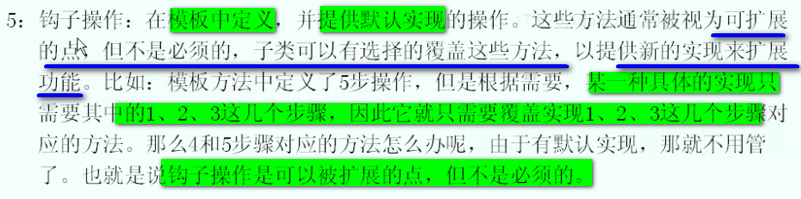 5：钩子操作：在模板中定义，并提供默认实现的操作。这些方法通常被视为可扩展
的点，但不是必须的，子类可以有选择的覆盖这些方法，以提供新的实现来扩展
功能。比如：模板方法中定义了5步操作，但是根据需要，某一种具体的实现只
需要其中的1、2、3这几个步骤，因此它就只需要覆盖实现1、2、3这几个步骤对
应的方法。那么4和5步骤对应的方法怎么办呢，由于有默认实现，那就不用管
了。也就是说钩子操作是可以被扩展的点，但不是必须的。